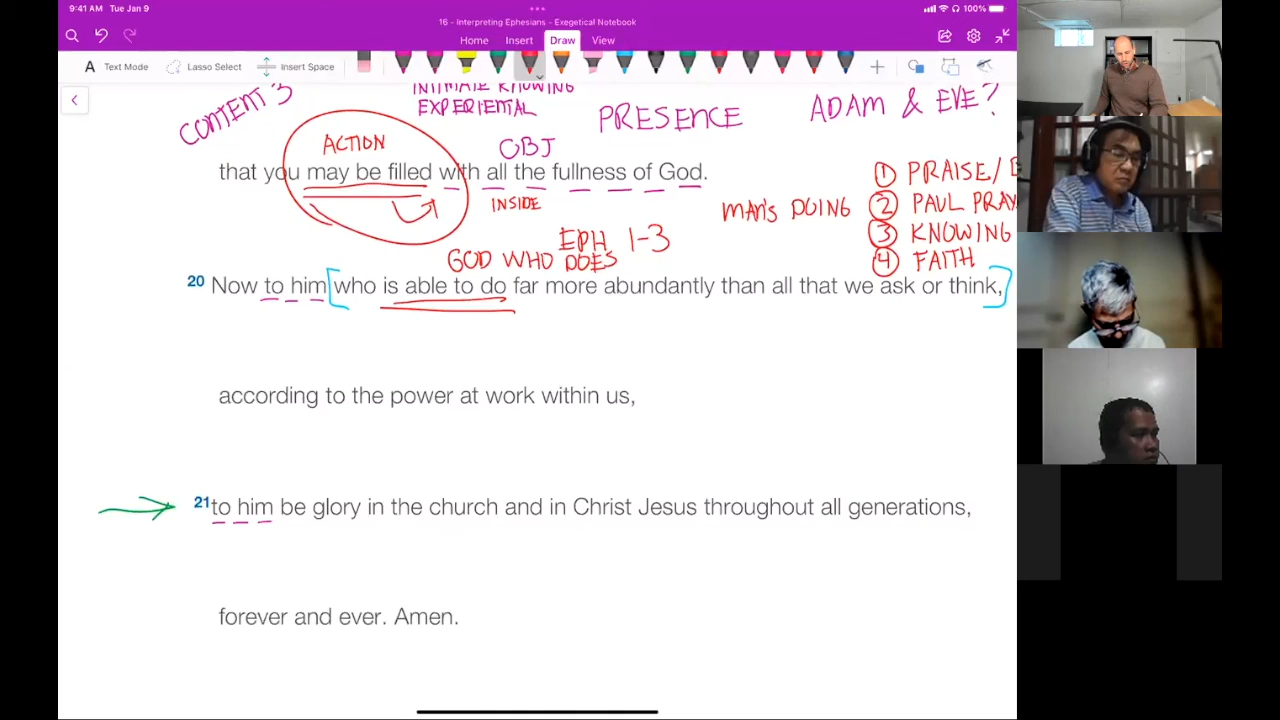 9:41 AM Tue Jan 9
100%
16 - Interpreting Ephesians - Exegetical Notebook
Home Insert Draw View
A Text Mode Lasso Select Insert Space
CONTENT 3
INTIMATE KNOWING
EXPERIENTAL
PRESENCE
ADAM & EVE?
ACTION
OBJ
that you may be filled with all the fullness of God.
INSIDE
MAN'S DOING
① PRAISE/
② PAUL PRAY
③ KNOWING
④ FAITH
EPH 1-3
GOD WHO DOES
20 Now to him [who is able to do far more abundantly than all that we ask or think,]
according to the power at work within us,
21 to him be glory in the church and in Christ Jesus throughout all generations,
forever and ever. Amen.